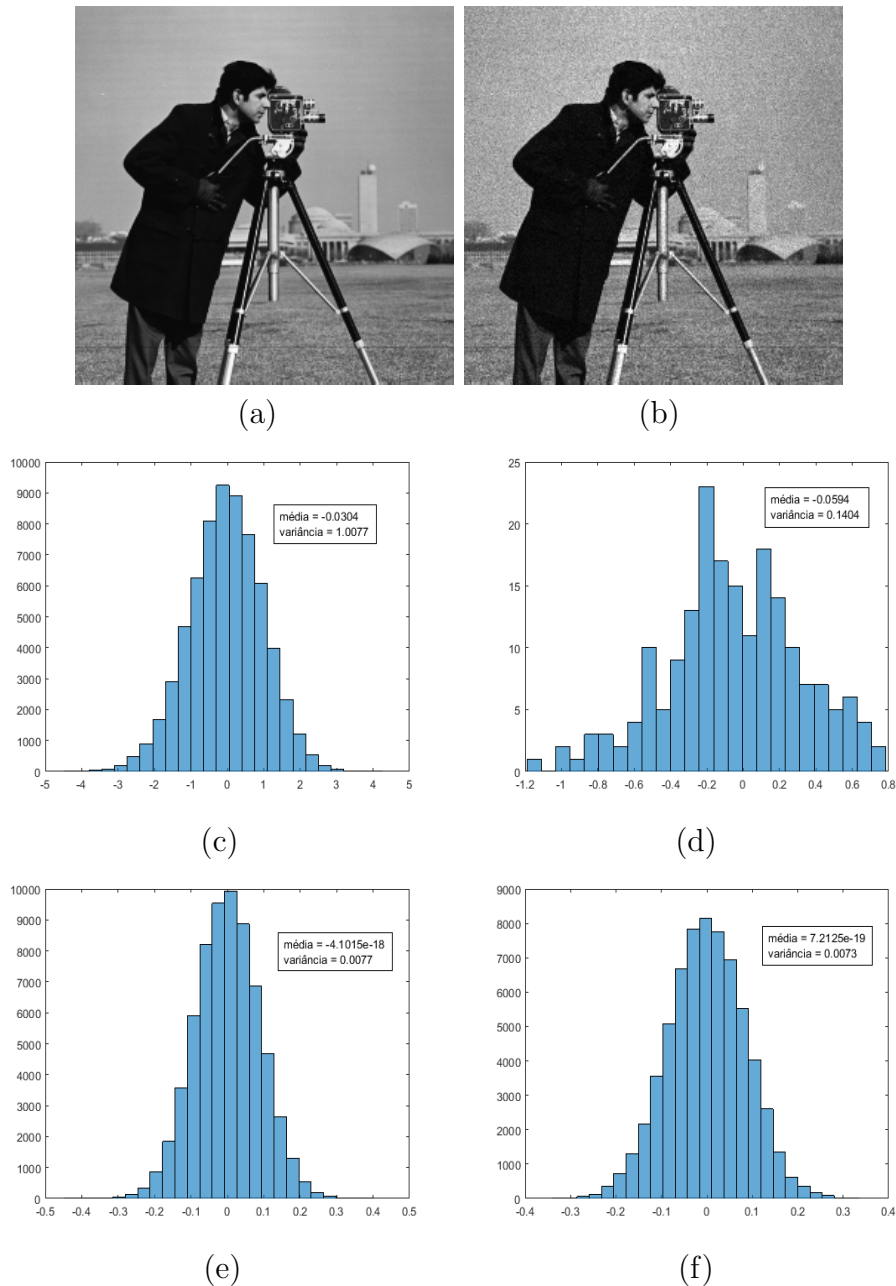 (a) (b)
10000
9000
8000
7000
6000
5000
4000
3000
2000
1000
0
-5 -4 -3 -2 -1 0 1 2 3 4 5
média = -0.0304
variância = 1.0077
(c)
25
20
15
10
5
0
-1.2 -1 -0.8 -0.6 -0.4 -0.2 0 0.2 0.4 0.6 0.8
média = -0.0594
variância = 0.1404
(d)
10000
9000
8000
7000
6000
5000
4000
3000
2000
1000
0
-0.5 -0.4 -0.3 -0.2 -0.1 0 0.1 0.2 0.3 0.4 0.5
média = -4.1015e-18
variância = 0.0077
(e)
9000
8000
7000
6000
5000
4000
3000
2000
1000
0
-0.4 -0.3 -0.2 -0.1 0 0.1 0.2 0.3 0.4
média = 7.2125e-19
variância = 0.0073
(f)